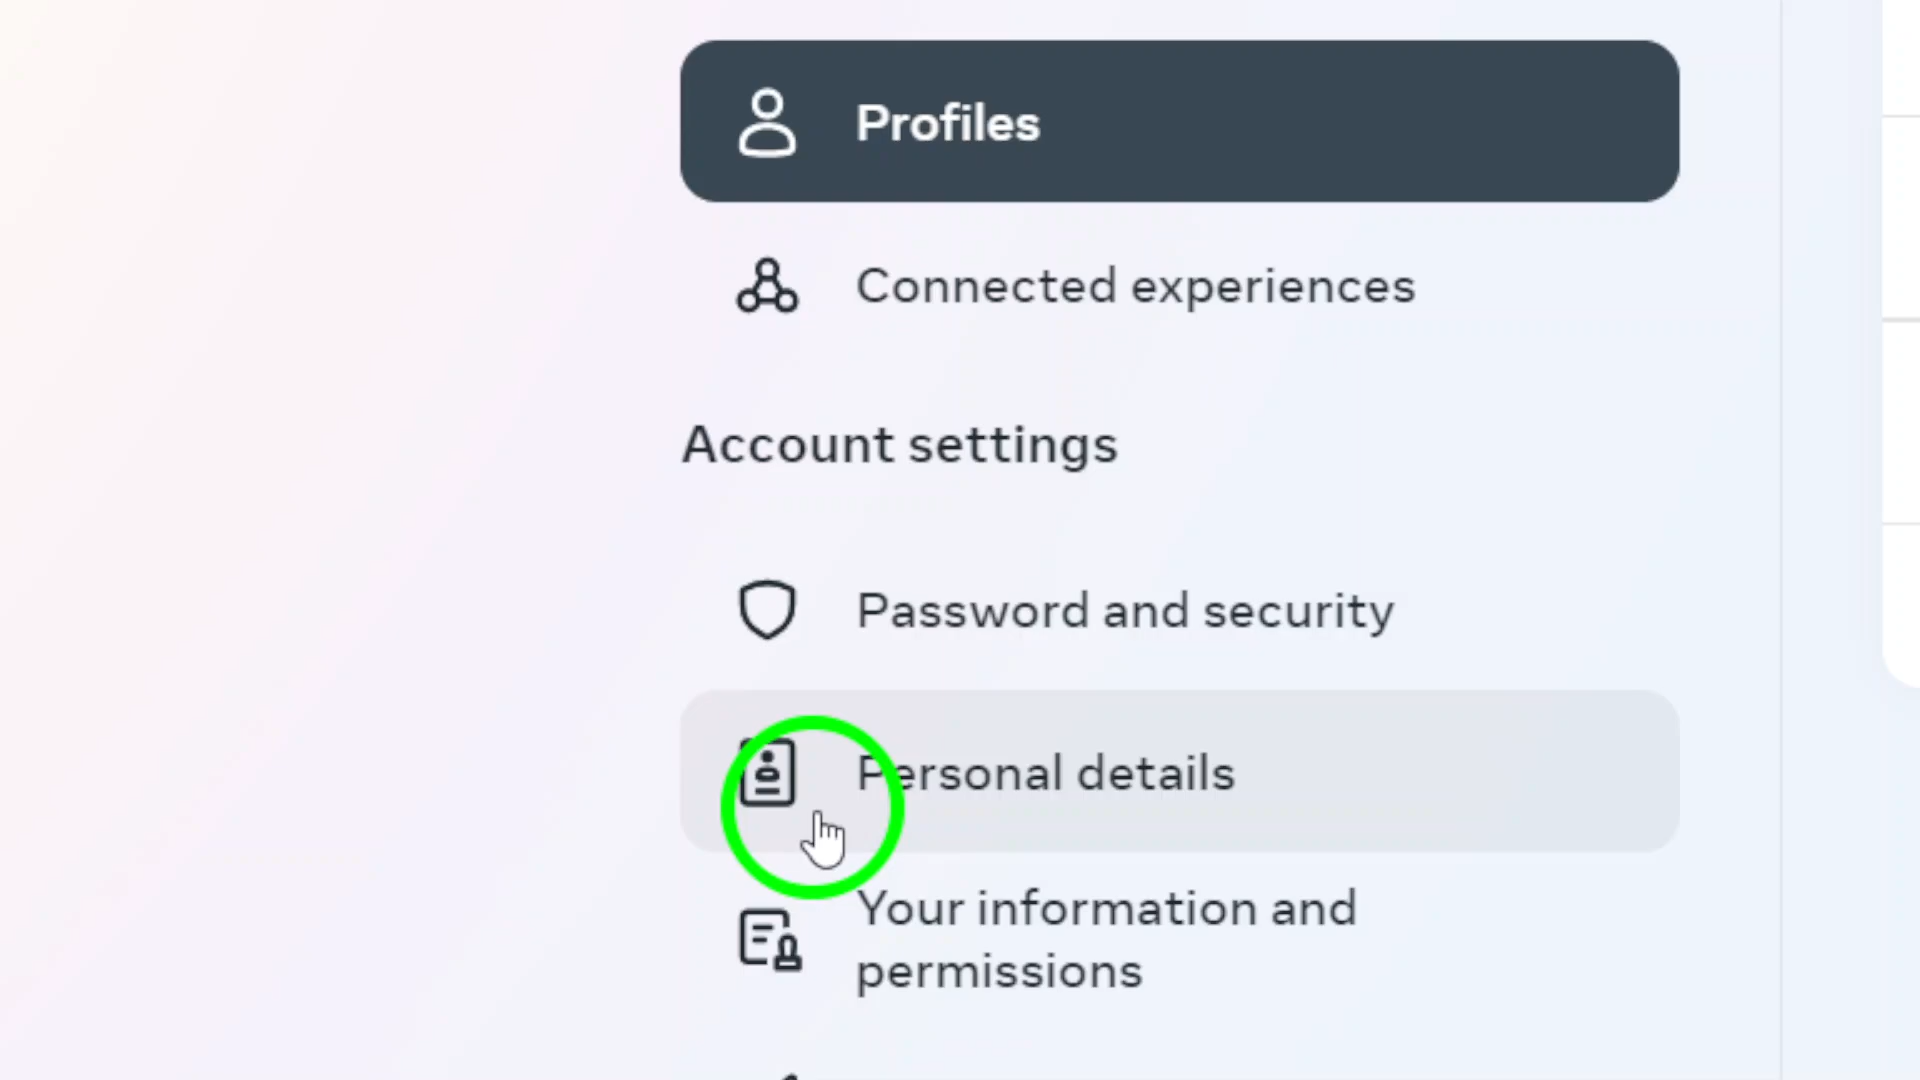 Profiles
Connected experiences
Account settings
Password and security
Personal details
Your information and
permissions